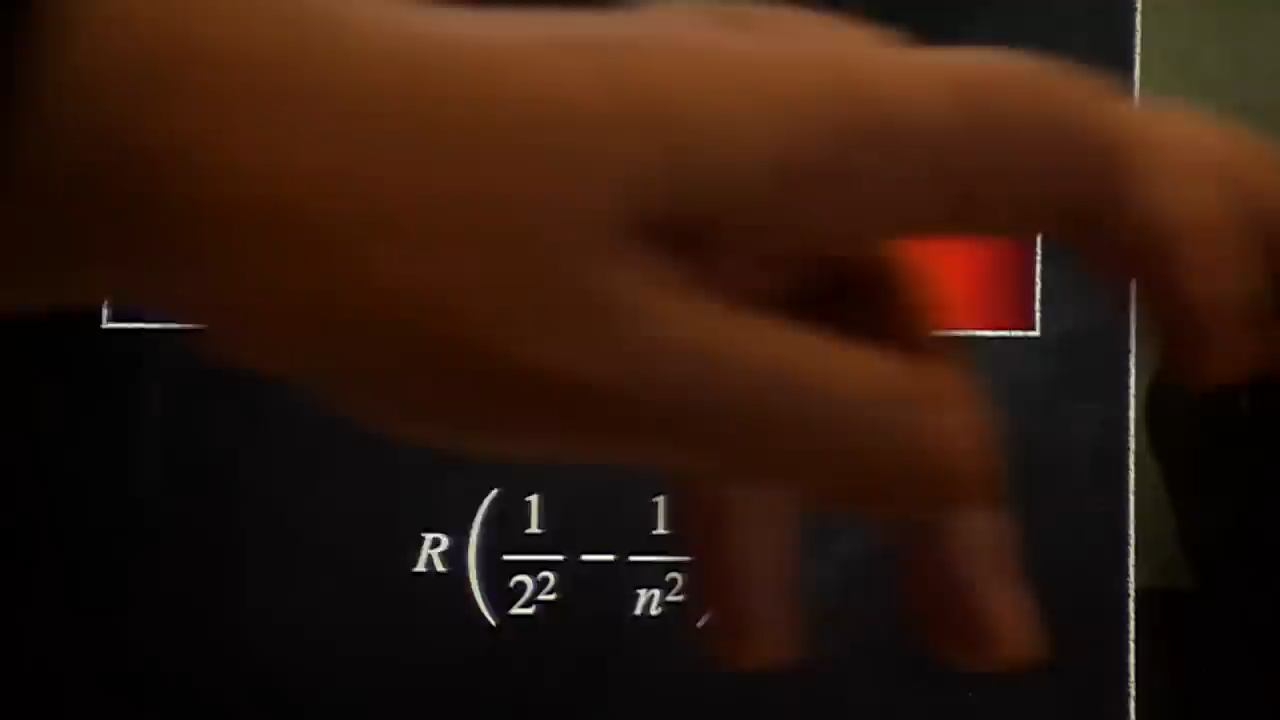 R(1/2² − 1/n²)